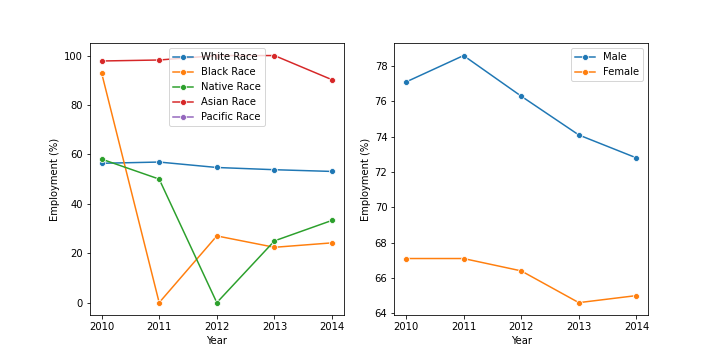 White Race
Black Race
Native Race
Asian Race
Pacific Race
Employment (%)
100
80
60
40
20
0
2010 2011 2012 2013 2014
Year
Male
Female
Employment (%)
78
76
74
72
70
68
66
64
2010 2011 2012 2013 2014
Year